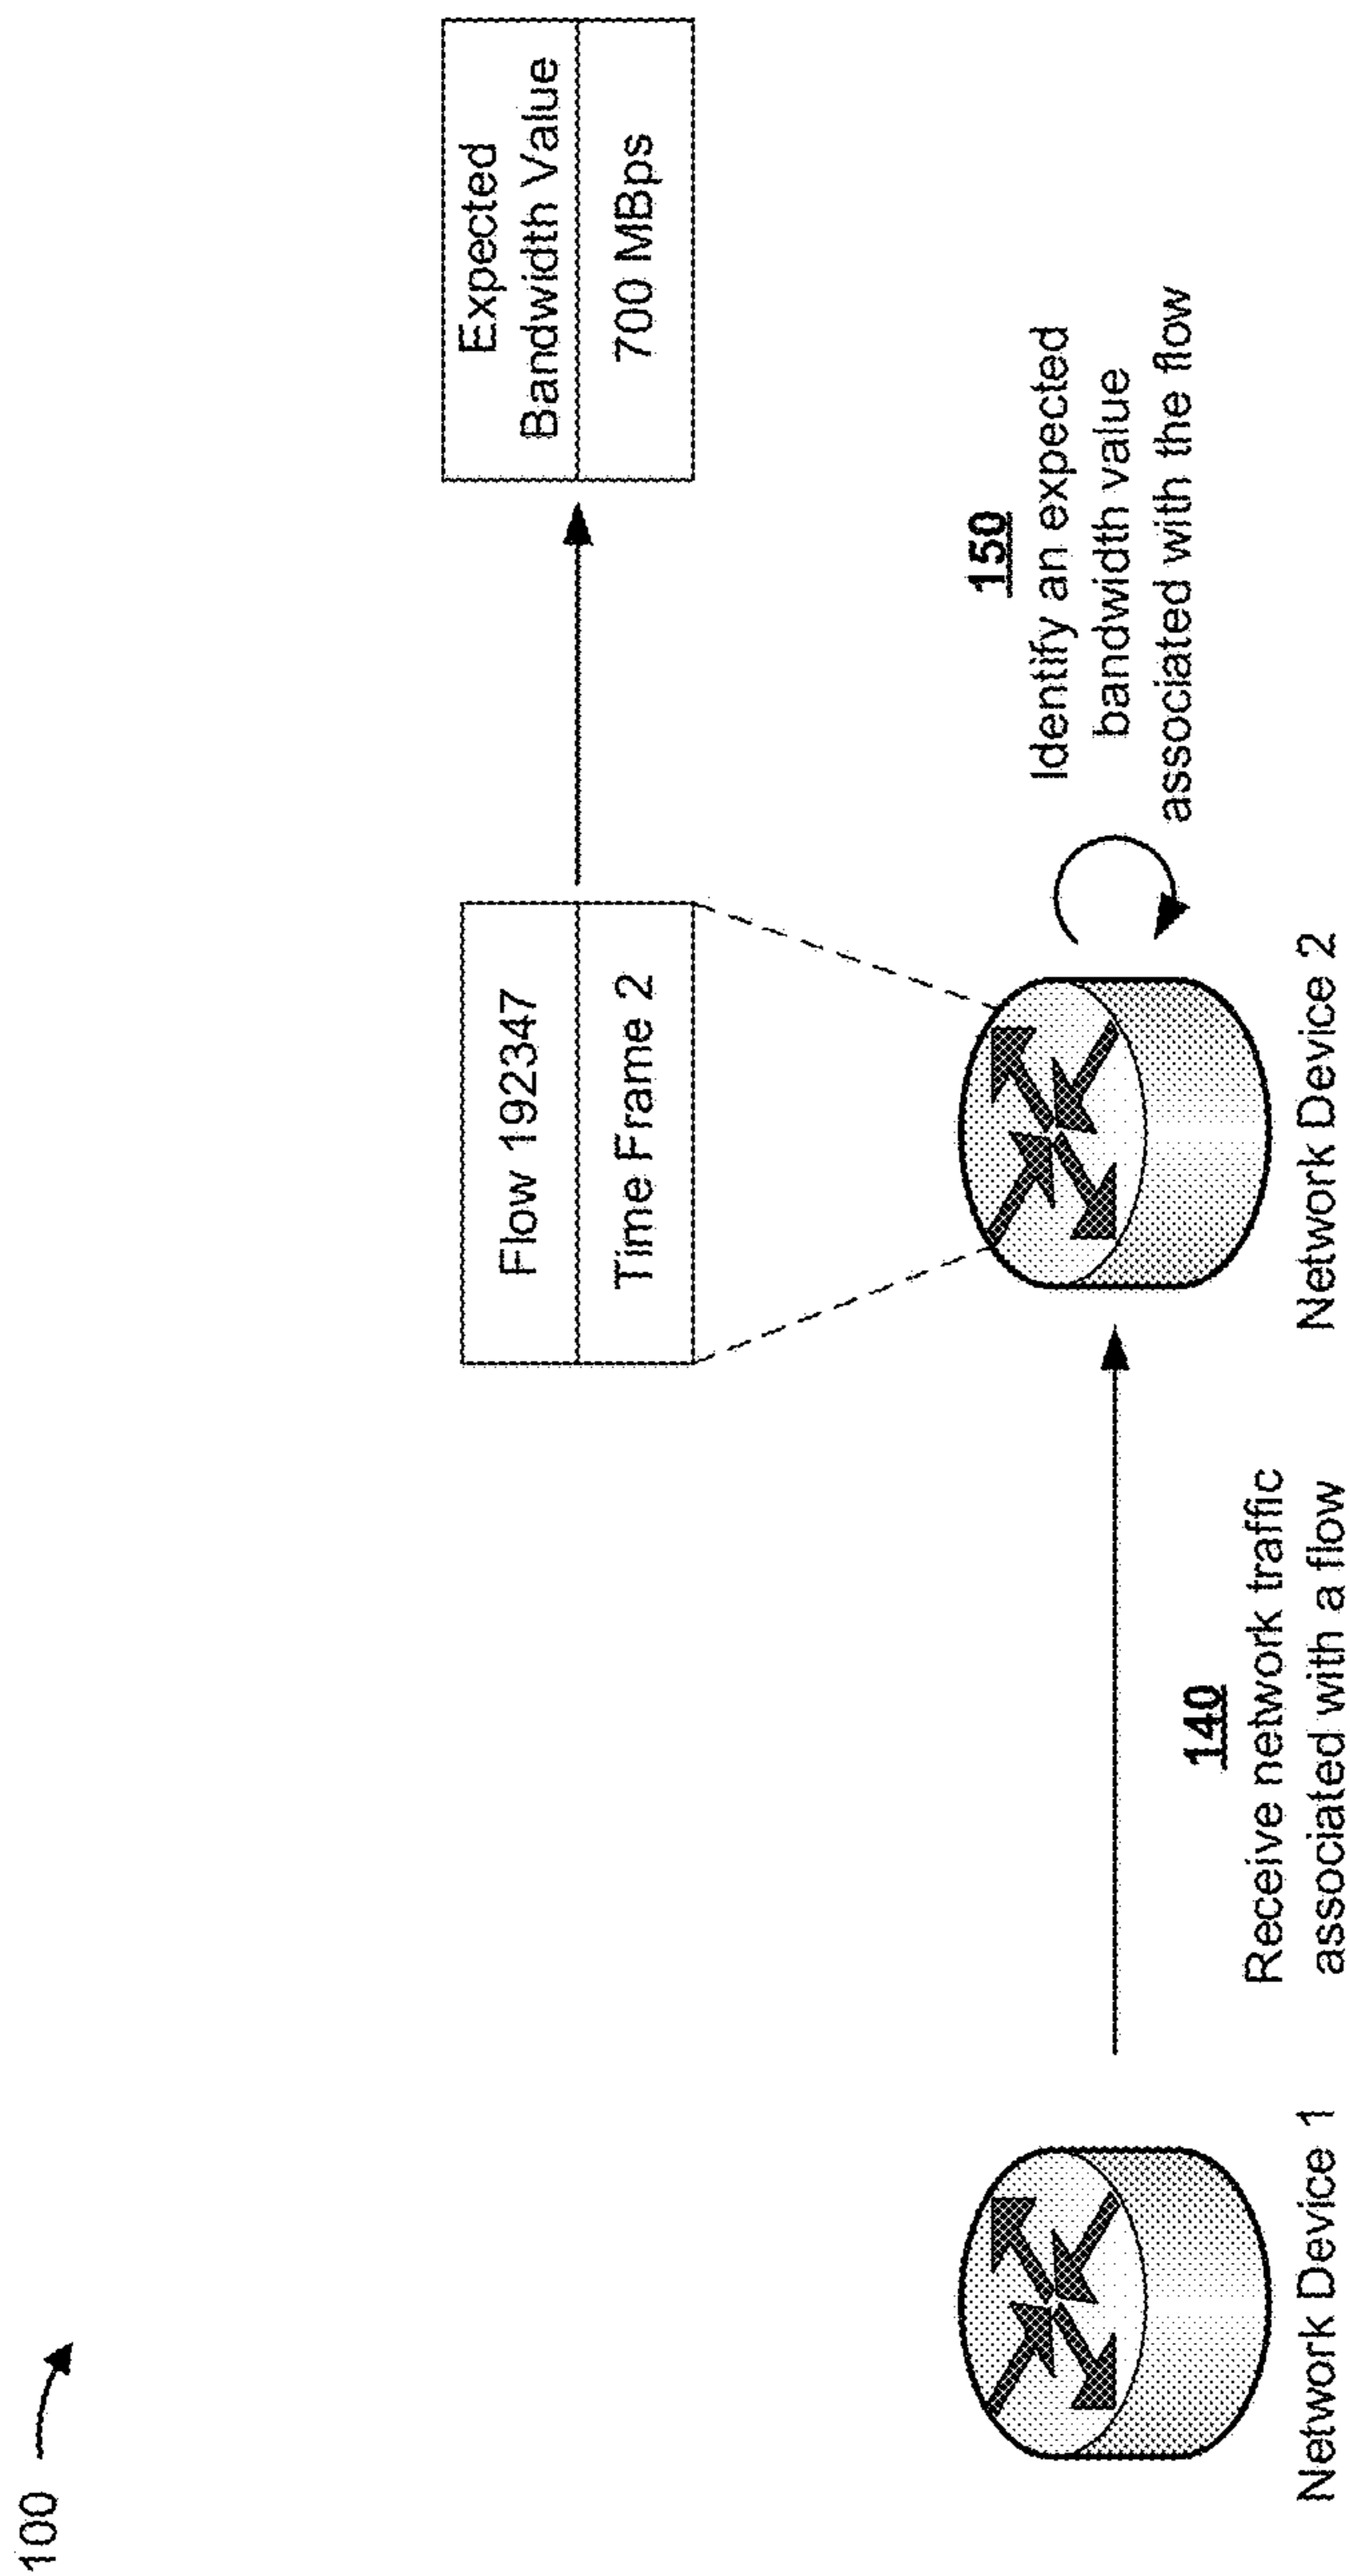 100
Flow 192347
Time Frame 2
Expected
Bandwidth Value
700 MBps
150
Identify an expected
bandwidth value
associated with the flow
140
Receive network traffic
associated with a flow
Network Device 1
Network Device 2